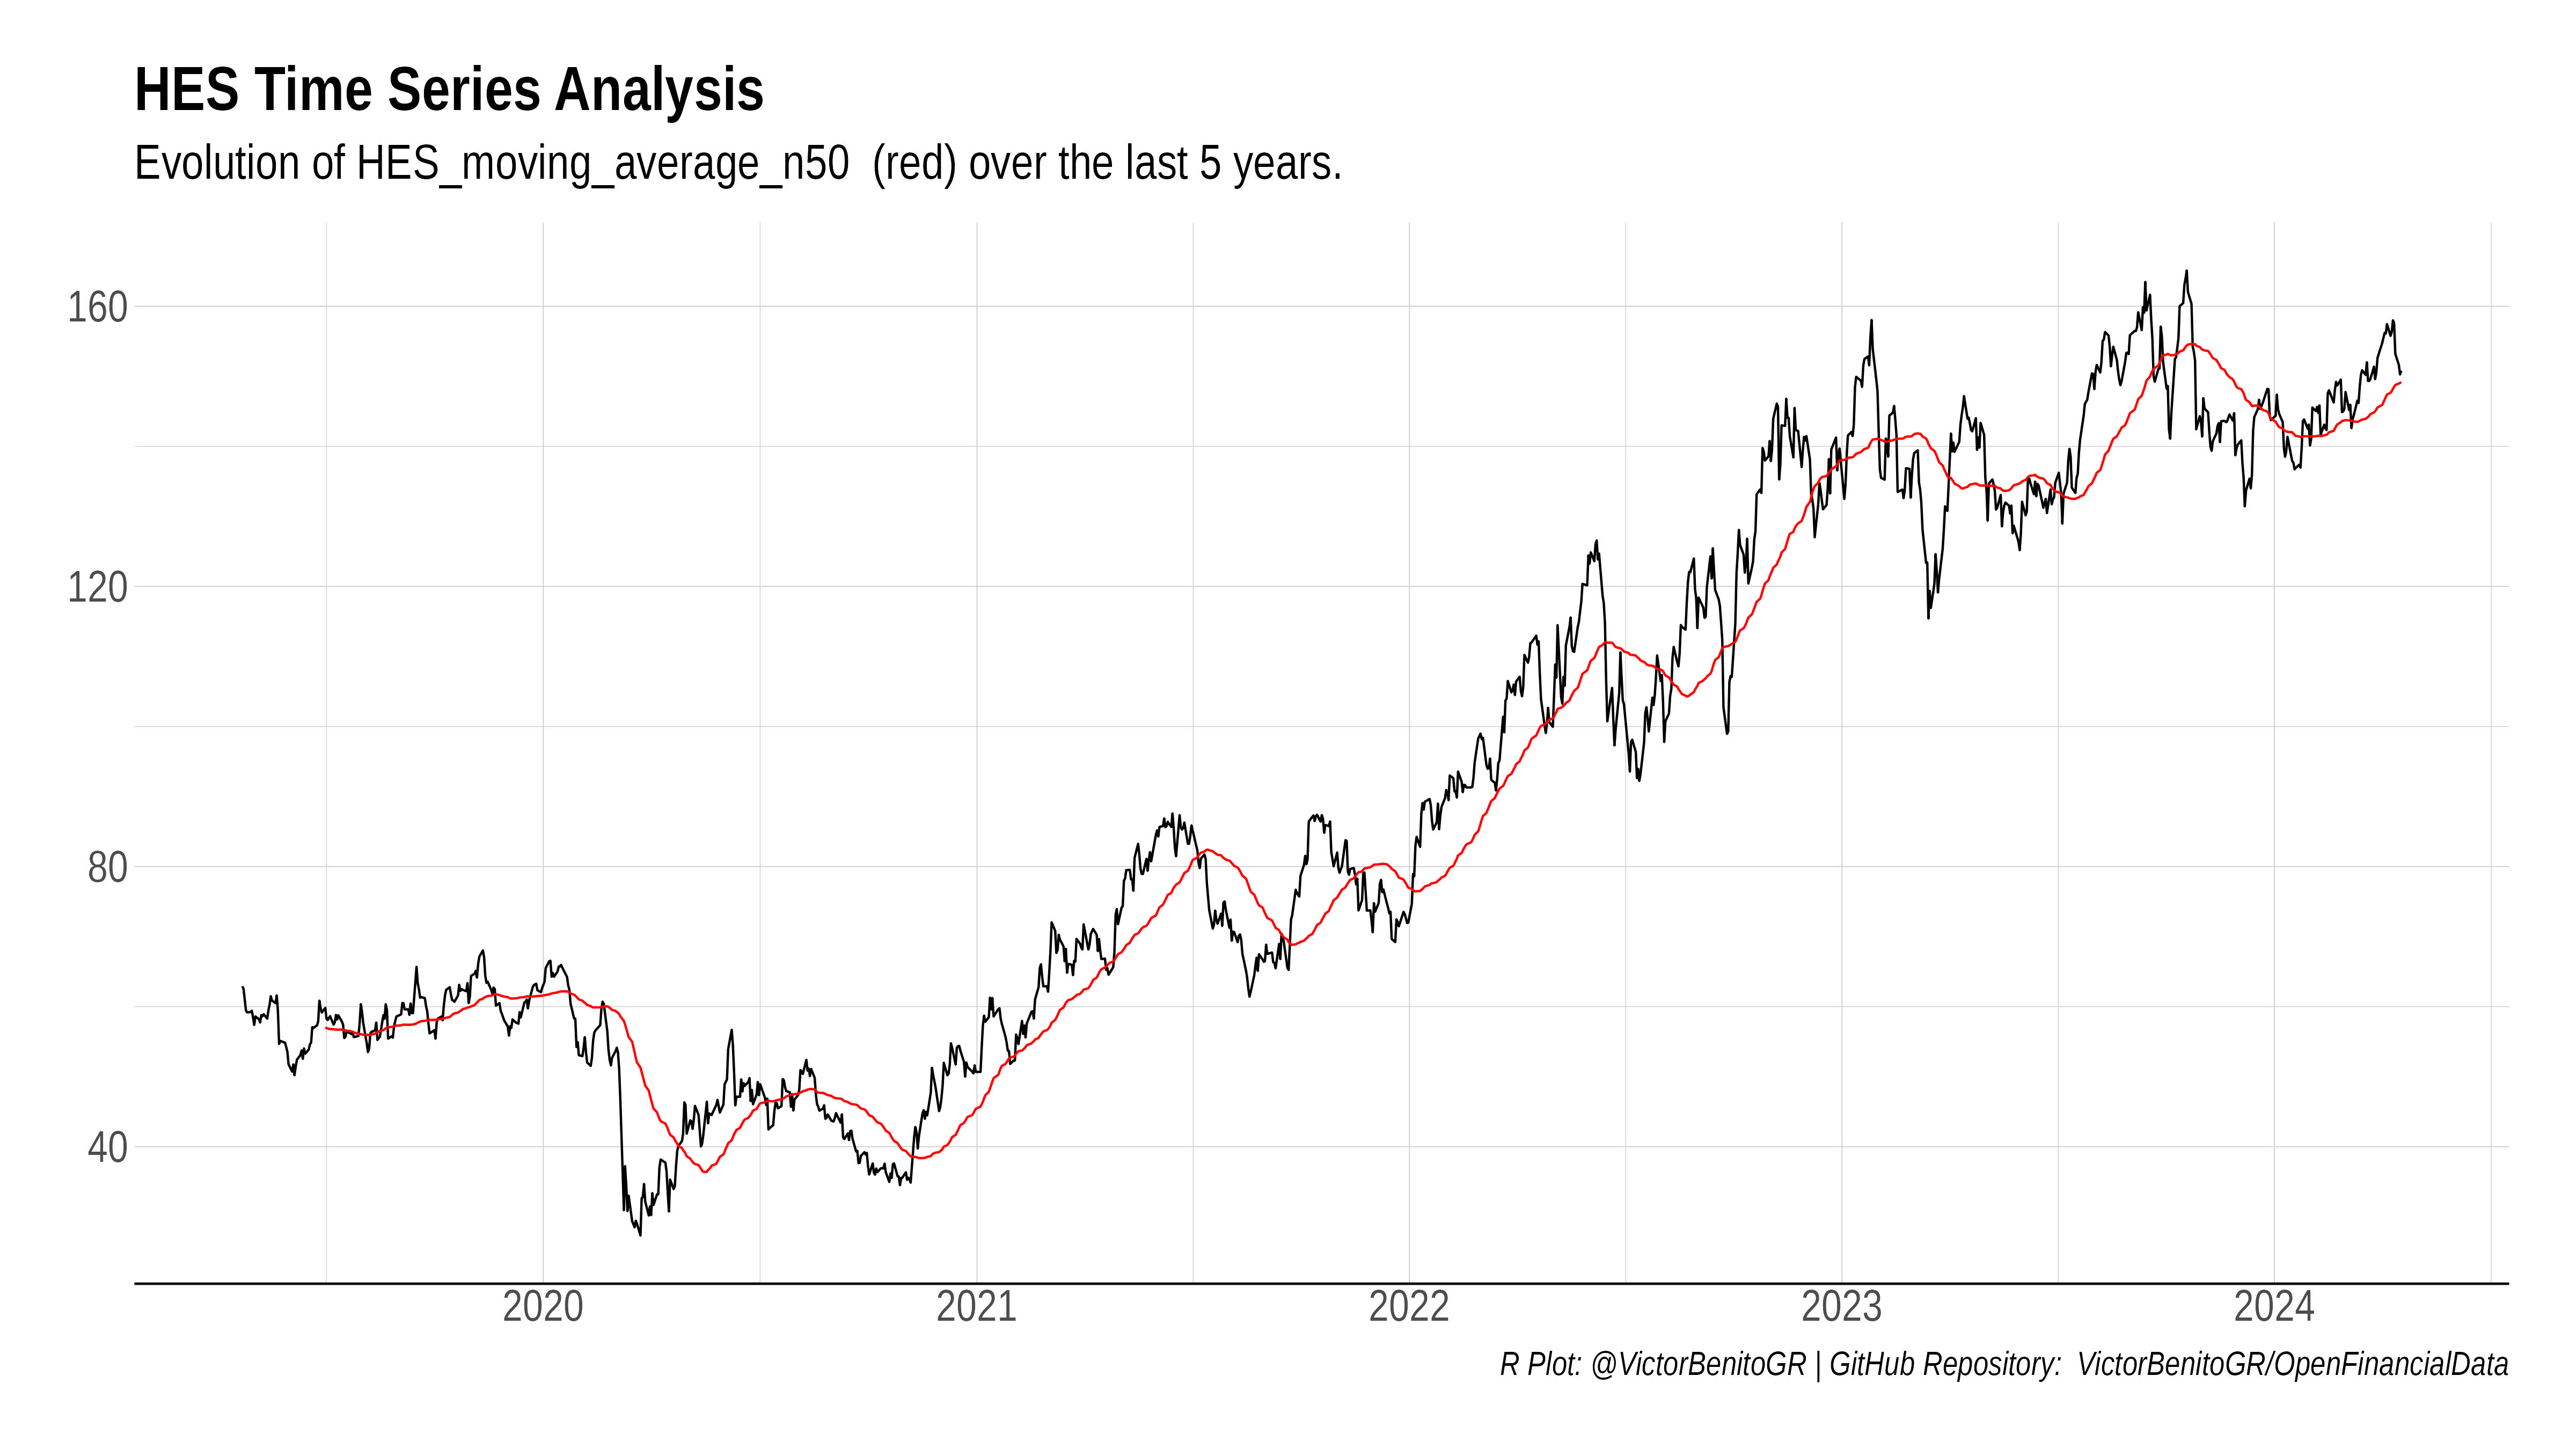 HES Time Series Analysis
Evolution of HES_moving_average_n50  (red) over the last 5 years.
160
120
80
40
2020 2021 2022 2023 2024
R Plot: @VictorBenitoGR | GitHub Repository:  VictorBenitoGR/OpenFinancialData